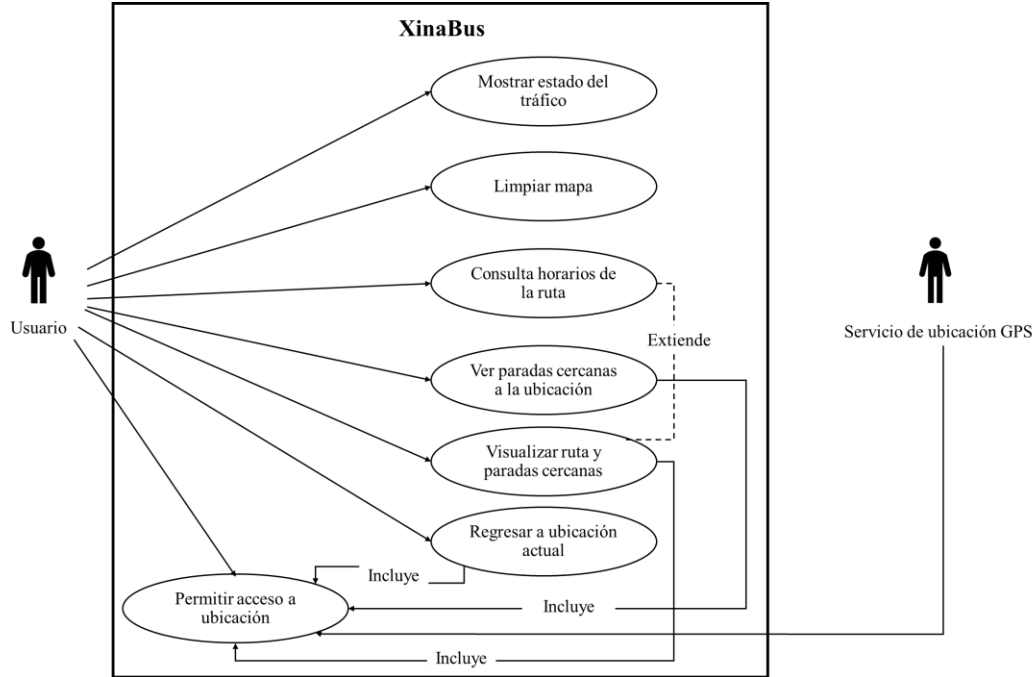 XinaBus
Mostrar estado del
tráfico
Limpiar mapa
Consulta horarios de
la ruta
Usuario
Servicio de ubicación GPS
Extiende
Ver paradas cercanas
a la ubicación
Visualizar ruta y
paradas cercanas
Regresar a ubicación
actual
Incluye
Permitir acceso a
ubicación
Incluye
Incluye